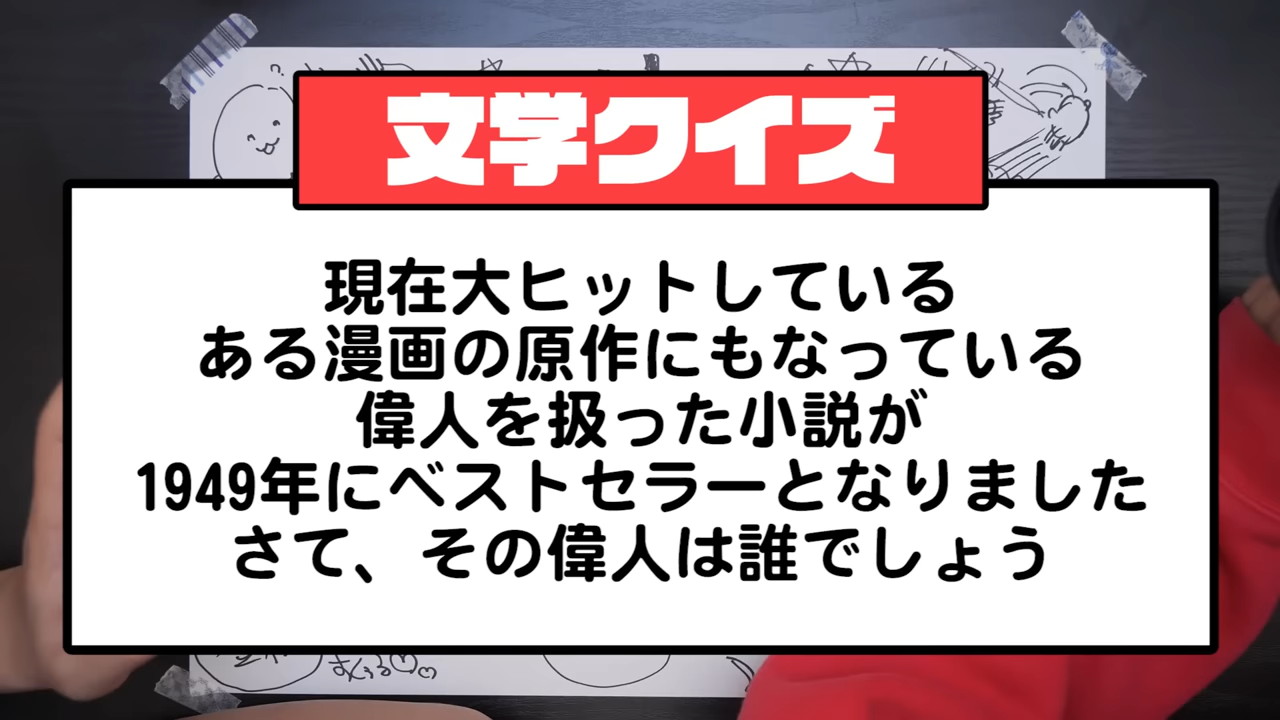 文学クイズ
現在大ヒットしている
ある漫画の原作にもなっている
偉人を扱った小説が
1949年にベストセラーとなりました
さて、その偉人は誰でしょう